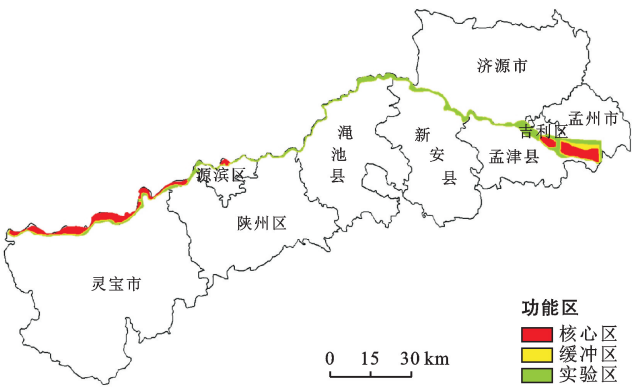 济源市
孟州市
吉利区
孟津县
新安县
渑池县
源滨区
陕州区
灵宝市
功能区
核心区
缓冲区
实验区
0 15 30 km